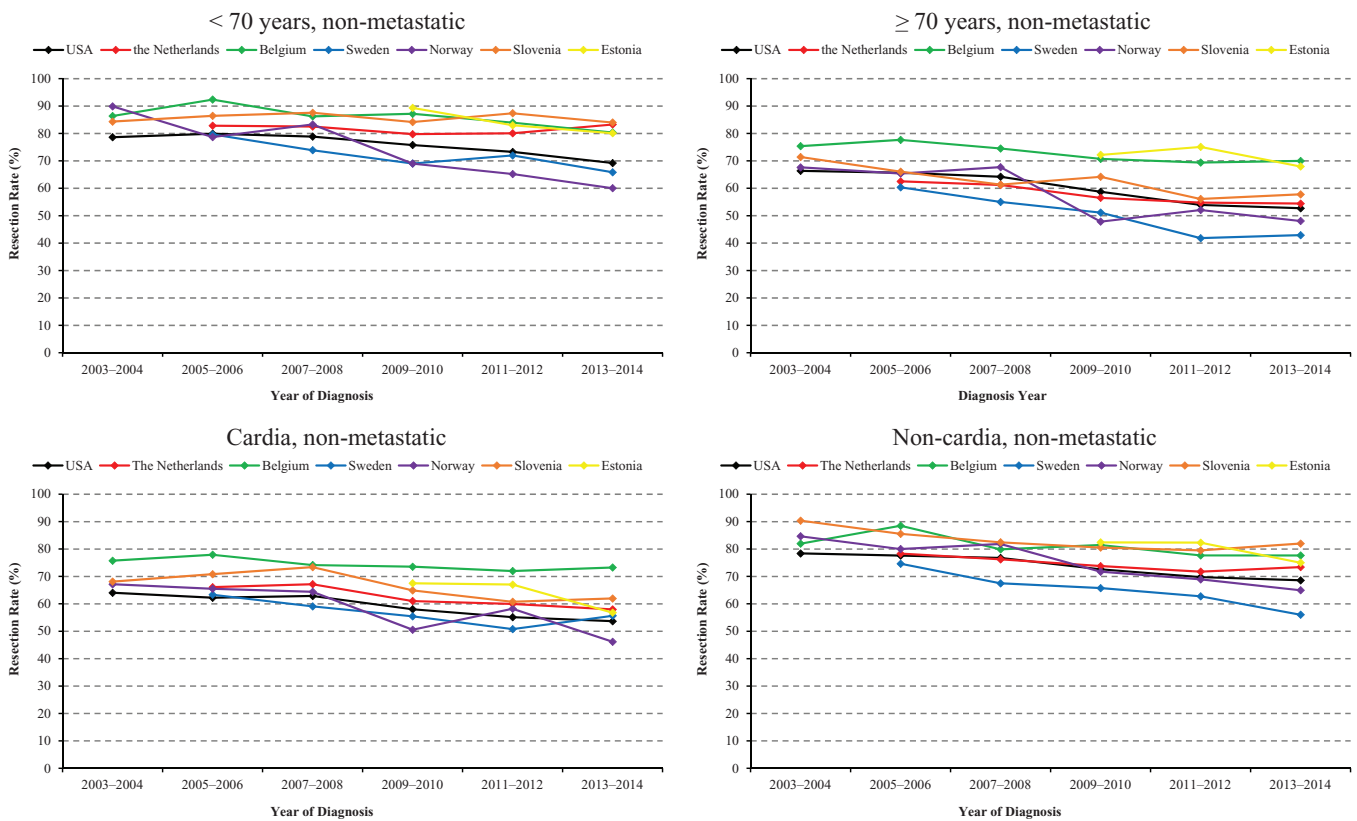 < 70 years, non-metastatic
USA the Netherlands Belgium Sweden Norway Slovenia Estonia
Resection Rate (%)
100
90
80
70
60
50
40
30
20
10
0
2003–2004 2005–2006 2007–2008 2009–2010 2011–2012 2013–2014
Year of Diagnosis
≥ 70 years, non-metastatic
USA the Netherlands Belgium Sweden Norway Slovenia Estonia
Resection Rate (%)
100
90
80
70
60
50
40
30
20
10
0
2003–2004 2005–2006 2007–2008 2009–2010 2011–2012 2013–2014
Diagnosis Year
Cardia, non-metastatic
USA The Netherlands Belgium Sweden Norway Slovenia Estonia
Resection Rate (%)
100
90
80
70
60
50
40
30
20
10
0
2003–2004 2005–2006 2007–2008 2009–2010 2011–2012 2013–2014
Year of Diagnosis
Non-cardia, non-metastatic
USA The Netherlands Belgium Sweden Norway Slovenia Estonia
Resection Rate (%)
100
90
80
70
60
50
40
30
20
10
0
2003–2004 2005–2006 2007–2008 2009–2010 2011–2012 2013–2014
Year of Diagnosis